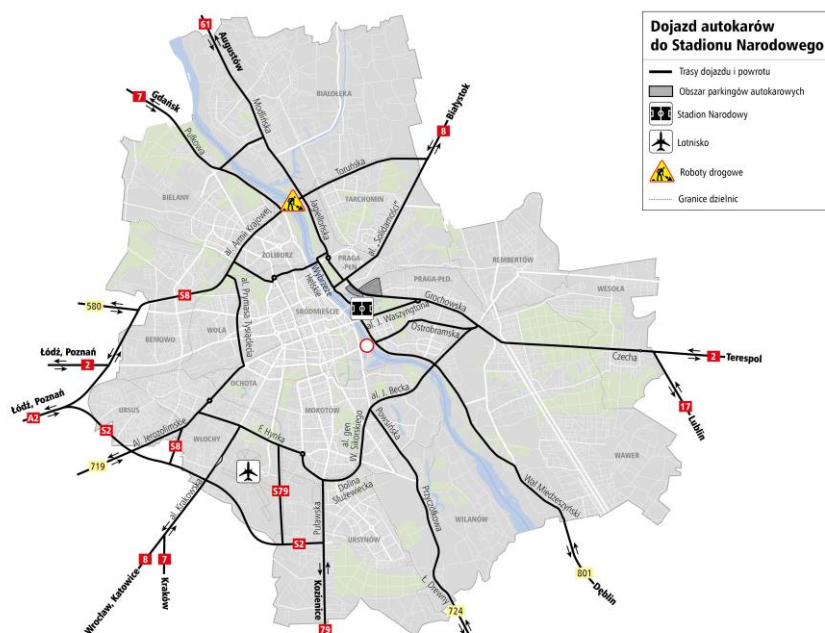 Dojazd autokarów
do Stadionu Narodowego
Trasy dojazdu i powrotu
Obszar parkingów autokarowych
Stadion Narodowy
Lotnisko
Roboty drogowe
Granice dzielnic
61
Augustów
7
Gdańsk
8
Białystok
Modlińska
BIAŁOŁĘKA
Pułkowa
Toruńska
BIELANY
TARCHOMIN
Jagiellońska
al. Armii Krajowej
al. „Solidarności”
ŻOLIBORZ
PRAGA-
PŁN.
REMBERTÓW
PRAGA-PŁD.
WESOŁA
Wybrzeże
Helskie
S8
580
al. Prymasa Tysiąclecia
ŚRÓDMIEŚCIE
Grochowska
al. J. Waszyngtona
Ostrobramska
BEMOWO
WOLA
Łódź, Poznań
2
Czecha
2
Terespol
Łódź, Poznań
A2
OCHOTA
17
Lublin
URSUS
S2
al. J. Becka
MOKOTÓW
Al. Jerozolimskie
WŁOCHY
F. Hynka
al. gen.
W. Sikorskiego
Powsińska
WAWER
719
S8
S79
Dolina
Służewiecka
Wał Miedzeszyński
al. Krakowska
Puławska
Przyczółkowa
WILANÓW
S2
URSYNÓW
8
7
Wrocław, Katowice
Kraków
Kozienice
79
Ł. Drewny
724
801
Dęblin